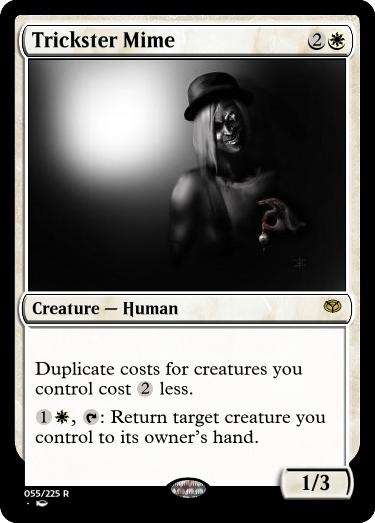 Trickster Mime 2
Creature — Human
Duplicate costs for creatures you
control cost 2 less.
1, : Return target creature you
control to its owner's hand.
1/3
055/225 R